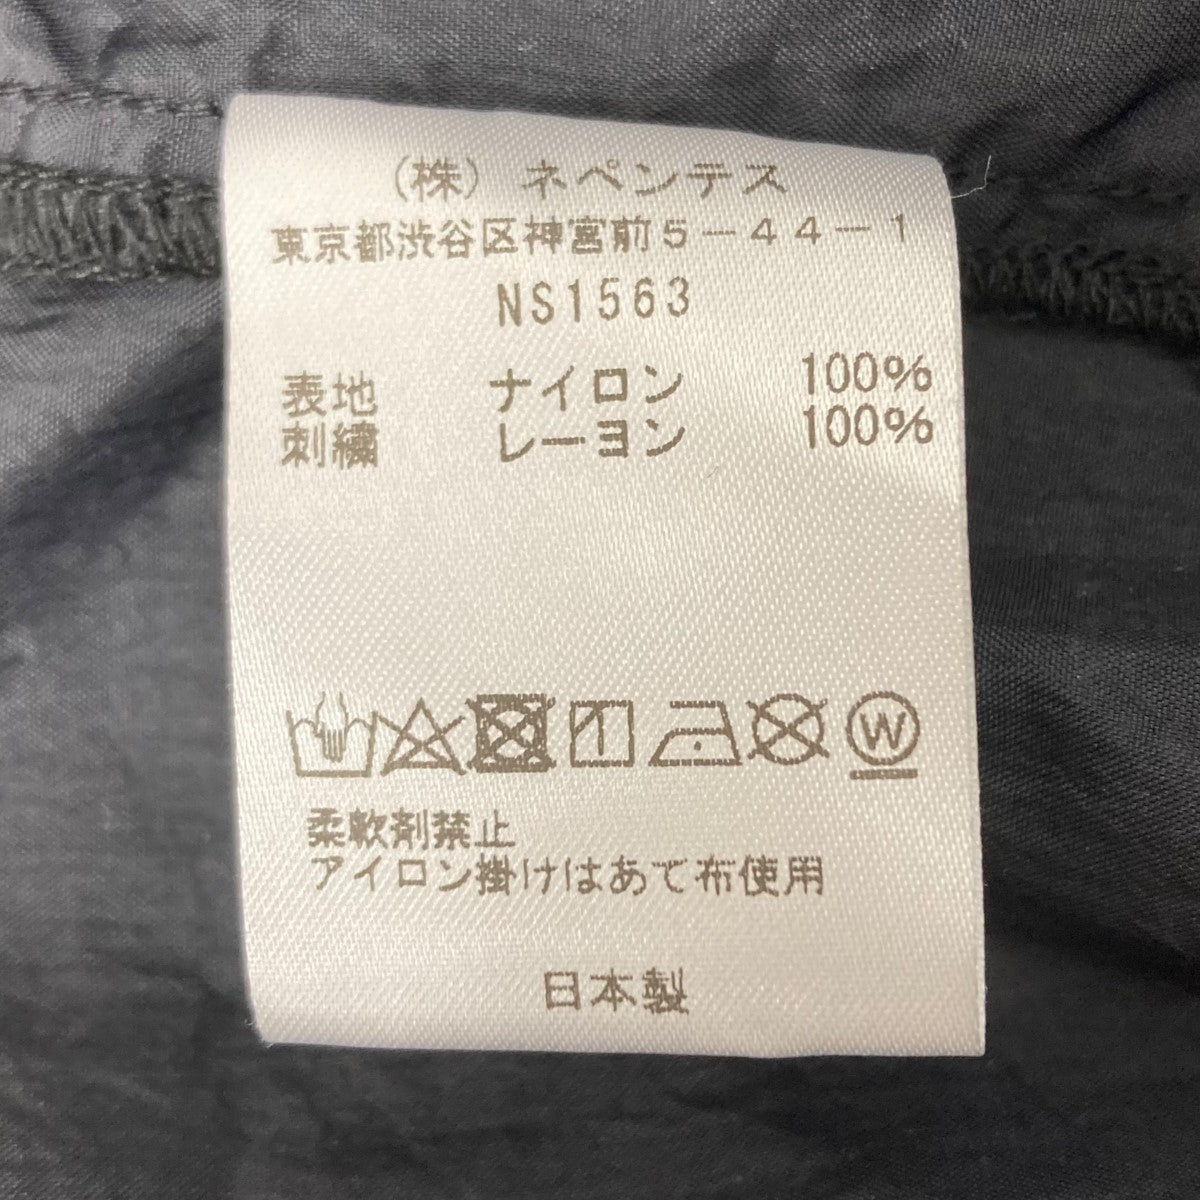 (株) ネペンテス
東京都渋谷区神宮前5-44-1
NS1563
表地 ナイロン 100%
刺繍 レーヨン 100%
W
柔軟剤禁止
アイロン掛けはあて布使用
日本製